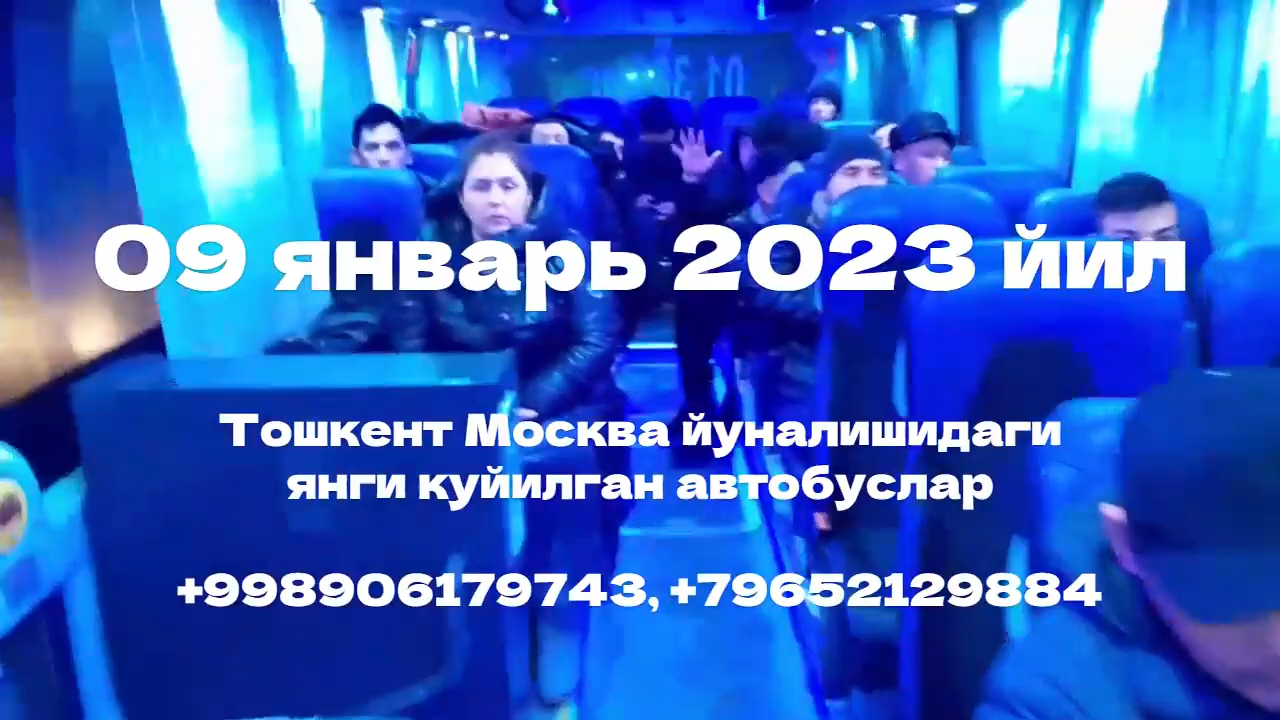 09 январь 2023 йил
Тошкент Москва йуналишидаги
янги куйилган автобуслар
+998906179743, +79652129884